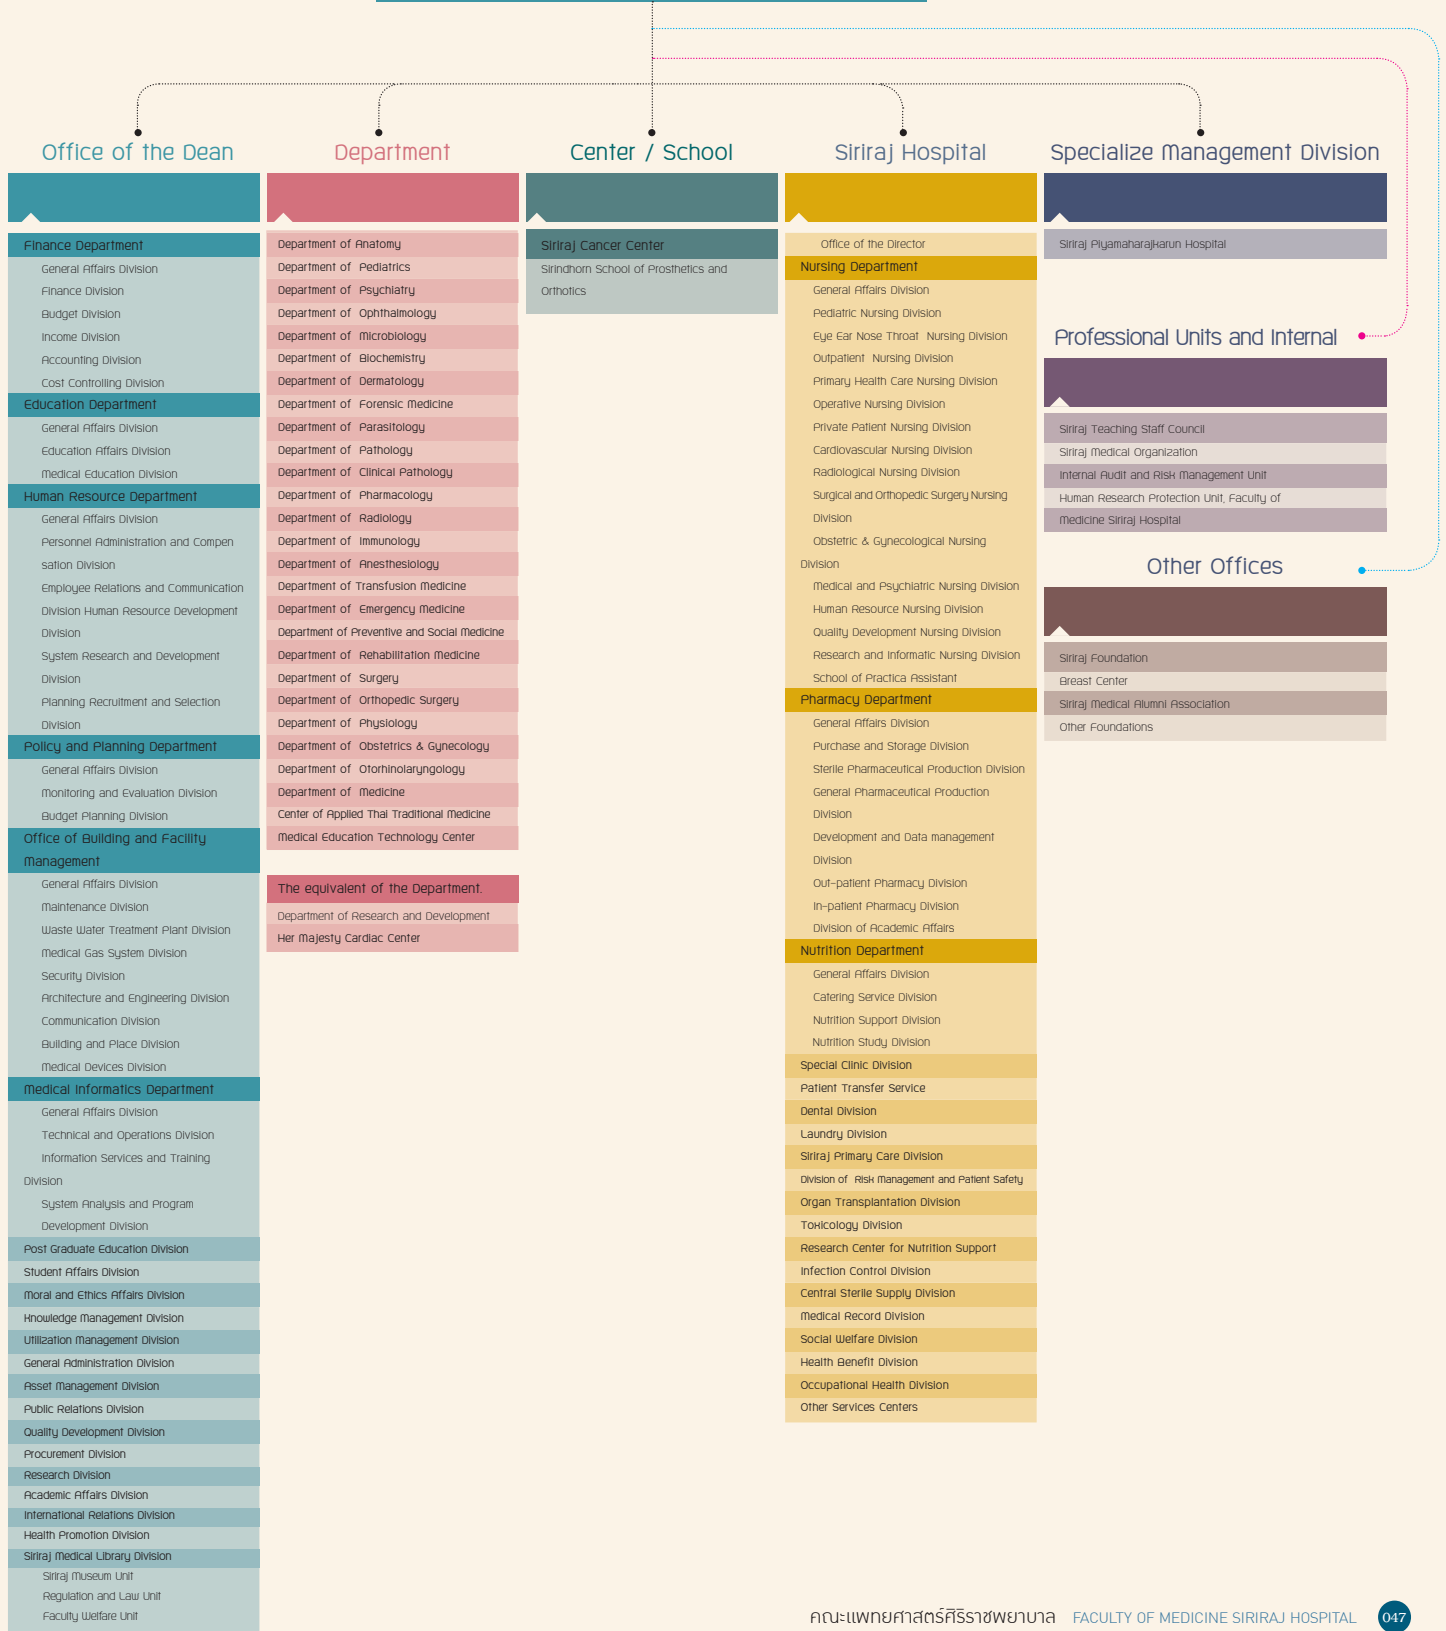 Office of the Dean
Finance Department
General Affairs Division
Finance Division
Budget Division
Income Division
Accounting Division
Cost Controlling Division
Education Department
General Affairs Division
Education Affairs Division
Medical Education Division
Human Resource Department
General Affairs Division
Personnel Administration and Compen
sation Division
Employee Relations and Communication
Division Human Resource Development
Division
System Research and Development
Division
Planning Recruitment and Selection
Division
Policy and Planning Department
General Affairs Division
Monitoring and Evaluation Division
Budget Planning Division
Office of Building and Facility
Management
General Affairs Division
Maintenance Division
Waste Water Treatment Plant Division
Medical Gas System Division
Security Division
Architecture and Engineering Division
Communication Division
Building and Place Division
Medical Devices Division
Medical Informatics Department
General Affairs Division
Technical and Operations Division
Information Services and Training
Division
System Analysis and Program
Development Division
Post Graduate Education Division
Student Affairs Division
Moral and Ethics Affairs Division
Knowledge Management Division
Utilization Management Division
General Administration Division
Asset Management Division
Public Relations Division
Quality Development Division
Procurement Division
Research Division
Academic Affairs Division
International Relations Division
Health Promotion Division
Siriraj Medical Library Division
Siriraj Museum Unit
Regulation and Law Unit
Faculty Welfare Unit
Department
Department of Anatomy
Department of Pediatrics
Department of Psychiatry
Department of Ophthalmology
Department of Microbiology
Department of Biochemistry
Department of Dermatology
Department of Forensic Medicine
Department of Parasitology
Department of Pathology
Department of Clinical Pathology
Department of Pharmacology
Department of Radiology
Department of Immunology
Department of Anesthesiology
Department of Transfusion Medicine
Department of Emergency Medicine
Department of Preventive and Social Medicine
Department of Rehabilitation Medicine
Department of Surgery
Department of Orthopedic Surgery
Department of Physiology
Department of Obstetrics & Gynecology
Department of Otorhinolaryngology
Department of Medicine
Center of Applied Thai Traditional Medicine
Medical Education Technology Center
The equivalent of the Department.
Department of Research and Development
Her Majesty Cardiac Center
Center / School
Siriraj Cancer Center
Sirindhorn School of Prosthetics and
Orthotics
Siriraj Hospital
Office of the Director
Nursing Department
General Affairs Division
Pediatric Nursing Division
Eye Ear Nose Throat Nursing Division
Outpatient Nursing Division
Primary Health Care Nursing Division
Operative Nursing Division
Private Patient Nursing Division
Cardiovascular Nursing Division
Radiological Nursing Division
Surgical and Orthopedic Surgery Nursing
Division
Obstetric & Gynecological Nursing
Division
Medical and Psychiatric Nursing Division
Human Resource Nursing Division
Quality Development Nursing Division
Research and Informatic Nursing Division
School of Practica Assistant
Pharmacy Department
General Affairs Division
Purchase and Storage Division
Sterile Pharmaceutical Production Division
General Pharmaceutical Production
Division
Development and Data management
Division
Out-patient Pharmacy Division
In-patient Pharmacy Division
Division of Academic Affairs
Nutrition Department
General Affairs Division
Catering Service Division
Nutrition Support Division
Nutrition Study Division
Special Clinic Division
Patient Transfer Service
Dental Division
Laundry Division
Siriraj Primary Care Division
Division of Risk Management and Patient Safety
Organ Transplantation Division
Toxicology Division
Research Center for Nutrition Support
Infection Control Division
Central Sterile Supply Division
Medical Record Division
Social Welfare Division
Health Benefit Division
Occupational Health Division
Other Services Centers
Specialize Management Division
Siriraj Piyamaharajkarun Hospital
Professional Units and Internal
Siriraj Teaching Staff Council
Siriraj Medical Organization
Internal Audit and Risk Management Unit
Human Research Protection Unit, Faculty of
Medicine Siriraj Hospital
Other Offices
Siriraj Foundation
Breast Center
Siriraj Medical Alumni Association
Other Foundations
คณะแพทยศาสตร์ศิริราชพยาบาล FACULTY OF MEDICINE SIRIRAJ HOSPITAL 047